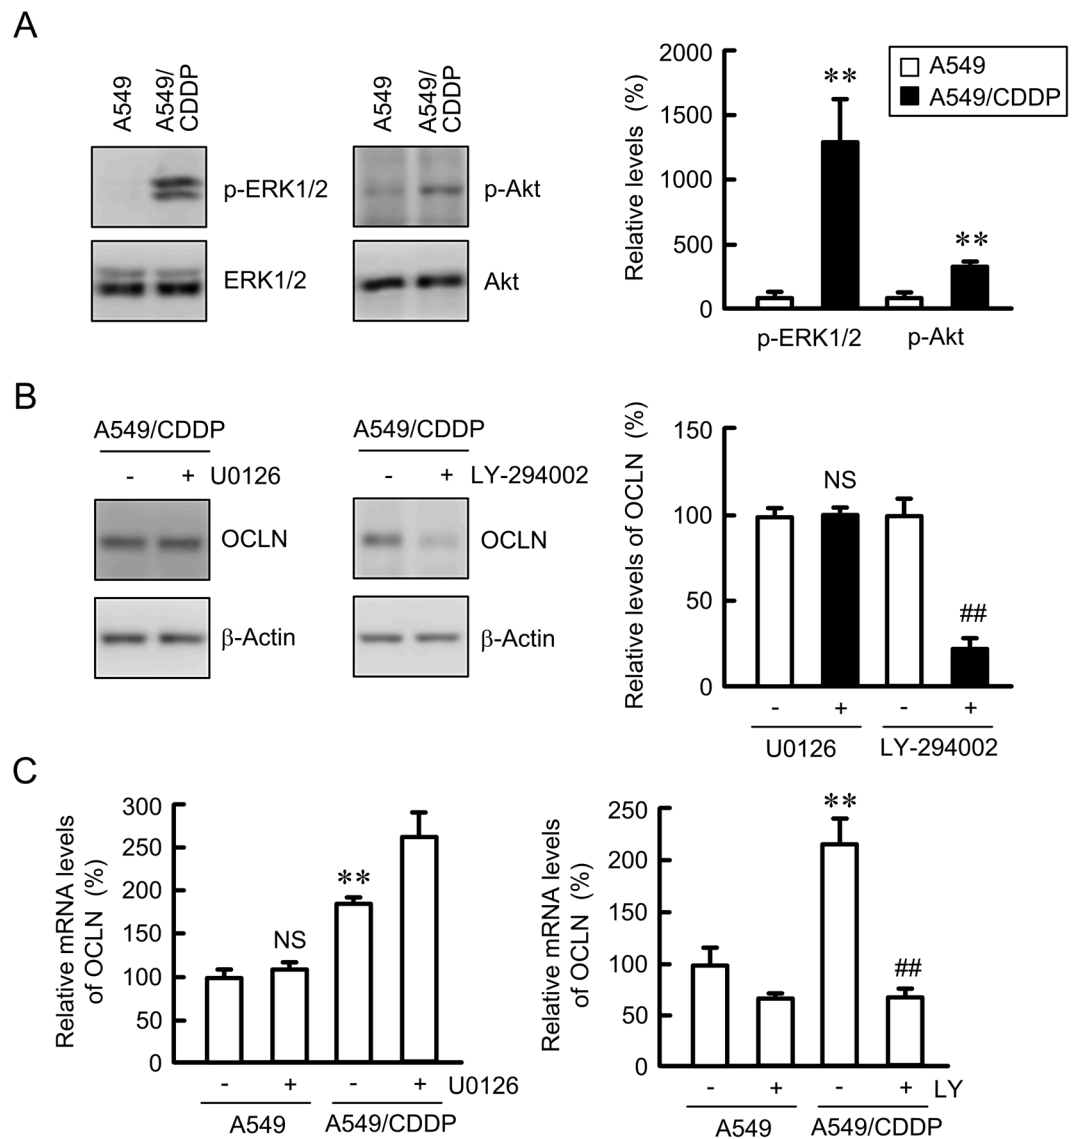 A
A549
A549/
CDDP
p-ERK1/2
ERK1/2
A549
A549/
CDDP
p-Akt
Akt
Relative levels (%)
2000
1500
1000
500
0
**
**
A549
A549/CDDP
p-ERK1/2
p-Akt
B
A549/CDDP
- + U0126
OCLN
β-Actin
A549/CDDP
- + LY-294002
OCLN
β-Actin
Relative levels of OCLN (%)
150
100
50
0
NS
##
- + - +
U0126 LY-294002
C
Relative mRNA levels
of OCLN (%)
300
250
200
150
100
50
0
NS
**
- + - + U0126
A549 A549/CDDP
Relative mRNA levels
of OCLN (%)
250
200
150
100
50
0
**
##
- + - + LY
A549 A549/CDDP